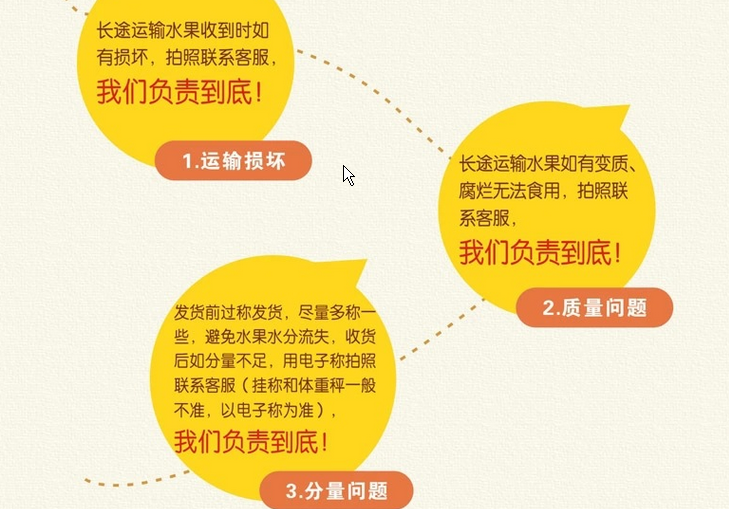 长途运输水果收到时如
有损坏，拍照联系客服，
我们负责到底！
1.运输损坏
长途运输水果如有变质、
腐烂无法食用，拍照联
系客服，
我们负责到底！
2.质量问题
发货前过称发货，尽量多称一
些，避免水果水分流失，收货
后如分量不足，用电子称拍照
联系客服（挂称和体重秤一般
不准，以电子称为准），
我们负责到底！
3.分量问题